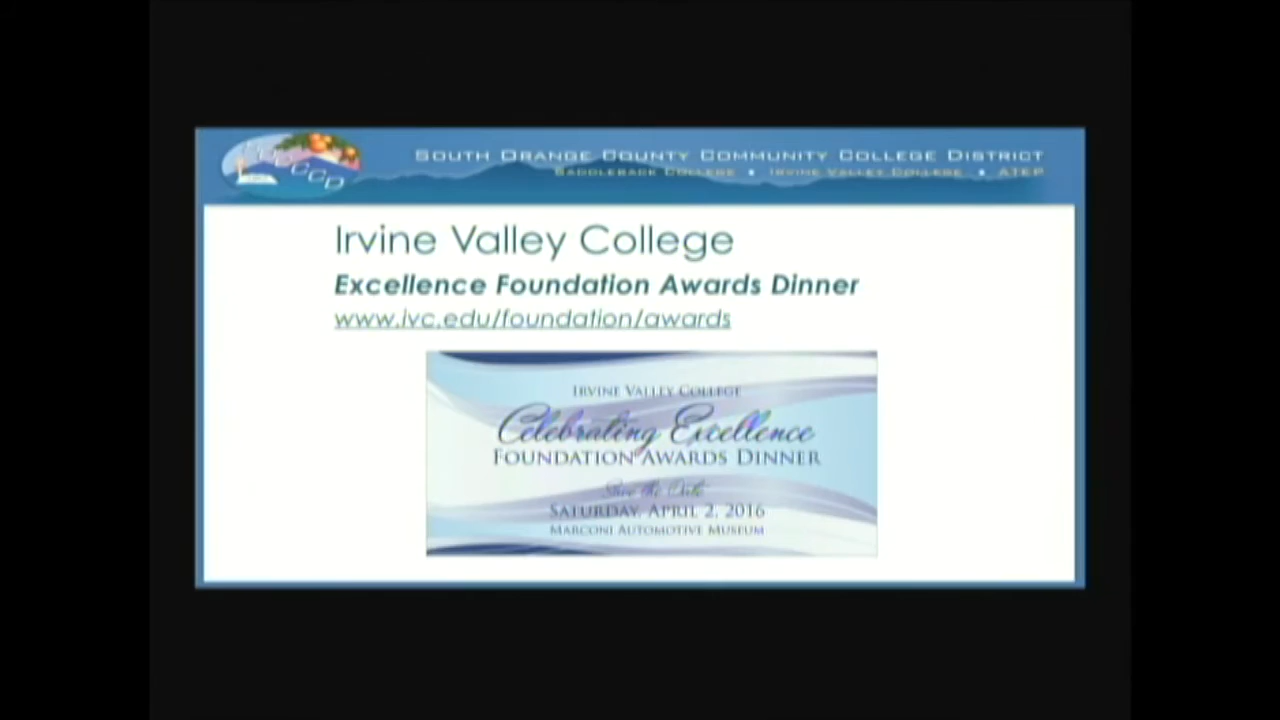 SOCCCD
SOUTH ORANGE COUNTY COMMUNITY COLLEGE DISTRICT
SADDLEBACK COLLEGE • IRVINE VALLEY COLLEGE • ATEP
Irvine Valley College
Excellence Foundation Awards Dinner
www.ivc.edu/foundation/awards
IRVINE VALLEY COLLEGE
Celebrating Excellence
FOUNDATION AWARDS DINNER
Save the Date
SATURDAY, APRIL 2, 2016
MARCONI AUTOMOTIVE MUSEUM